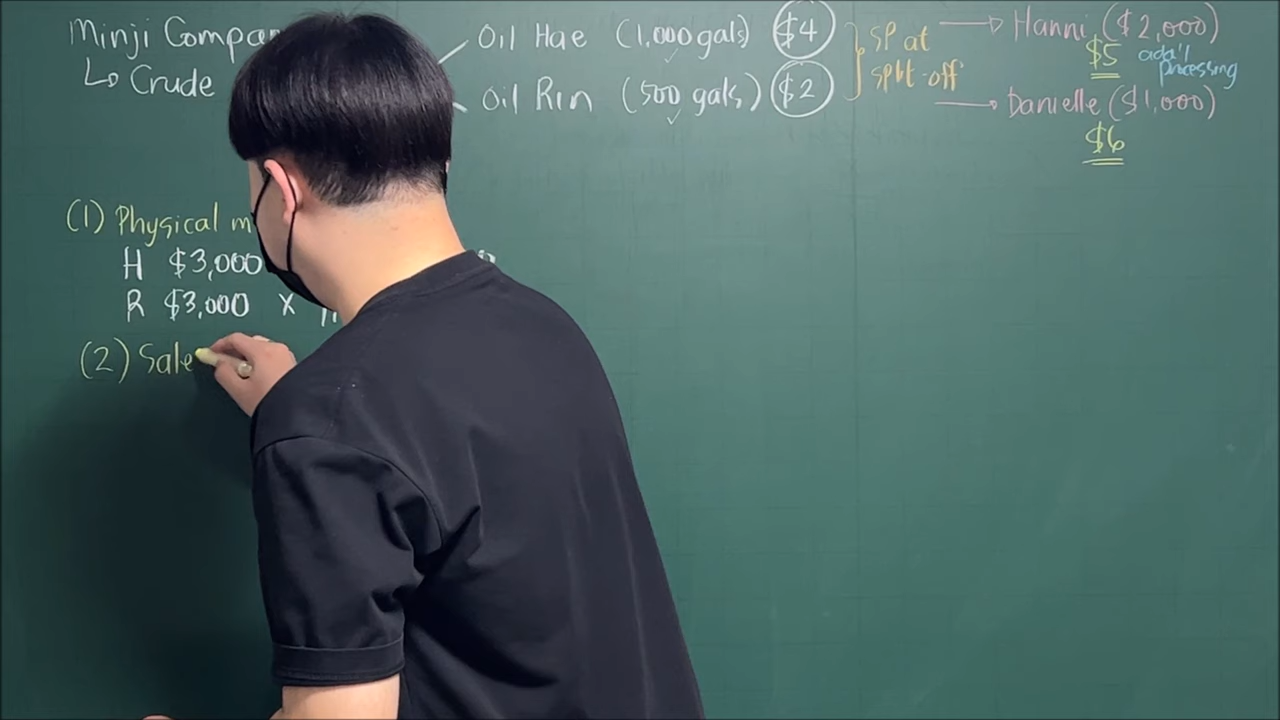 Minji Compan
↳ Crude
Oil Hae (1,000 gals) $4
Oil Rin (500 gals) $2
SP at
split-off
→ Hanni ($2,000)
$5 add'l
processing
→ Danielle ($1,000)
$6
(1) Physical m
H $3,000
R $3,000 x
(2) Sale